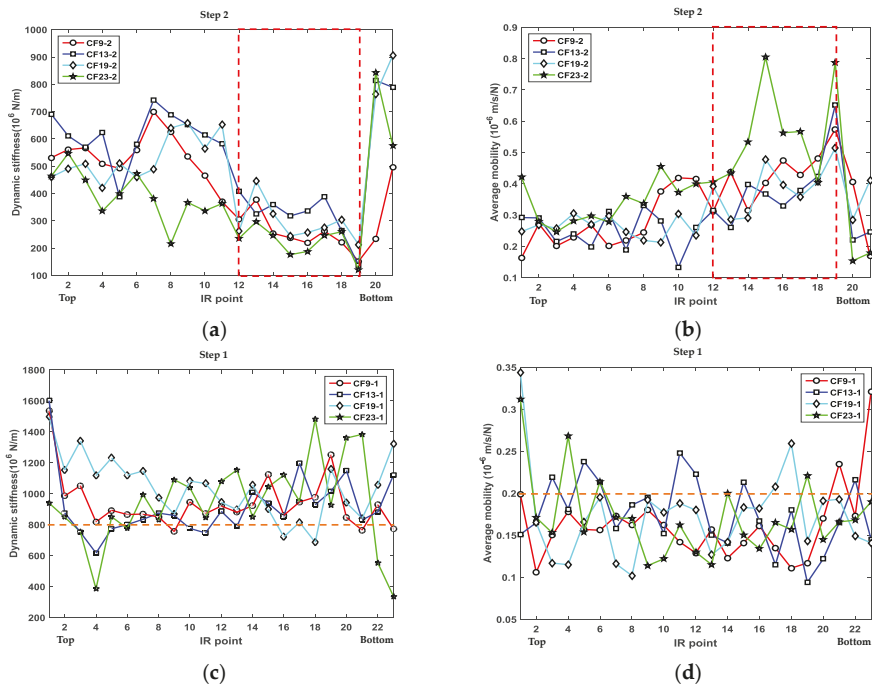 Step 2
Dynamic stiffness(10⁶ N/m)
1000
900
800
700
600
500
400
300
200
100
CF9-2
CF13-2
CF19-2
CF23-2
2 4 6 8 10 12 14 16 18 20
IR point
Top
Bottom
(a)
Step 2
Average mobility (10⁻⁶ m/s/N)
0.9
0.8
0.7
0.6
0.5
0.4
0.3
0.2
0.1
CF9-2
CF13-2
CF19-2
CF23-2
2 4 6 8 10 12 14 16 18 20
IR point
Top
Bottom
(b)
Step 1
Dynamic stiffness(10⁶ N/m)
1800
1600
1400
1200
1000
800
600
400
200
CF9-1
CF13-1
CF19-1
CF23-1
2 4 6 8 10 12 14 16 18 20 22
IR point
Top
Bottom
(c)
Step 1
Average mobility (10⁻⁶ m/s/N)
0.35
0.3
0.25
0.20
0.15
0.1
0.05
CF9-1
CF13-1
CF19-1
CF23-1
2 4 6 8 10 12 14 16 18 20 22
IR point
Top
Bottom
(d)